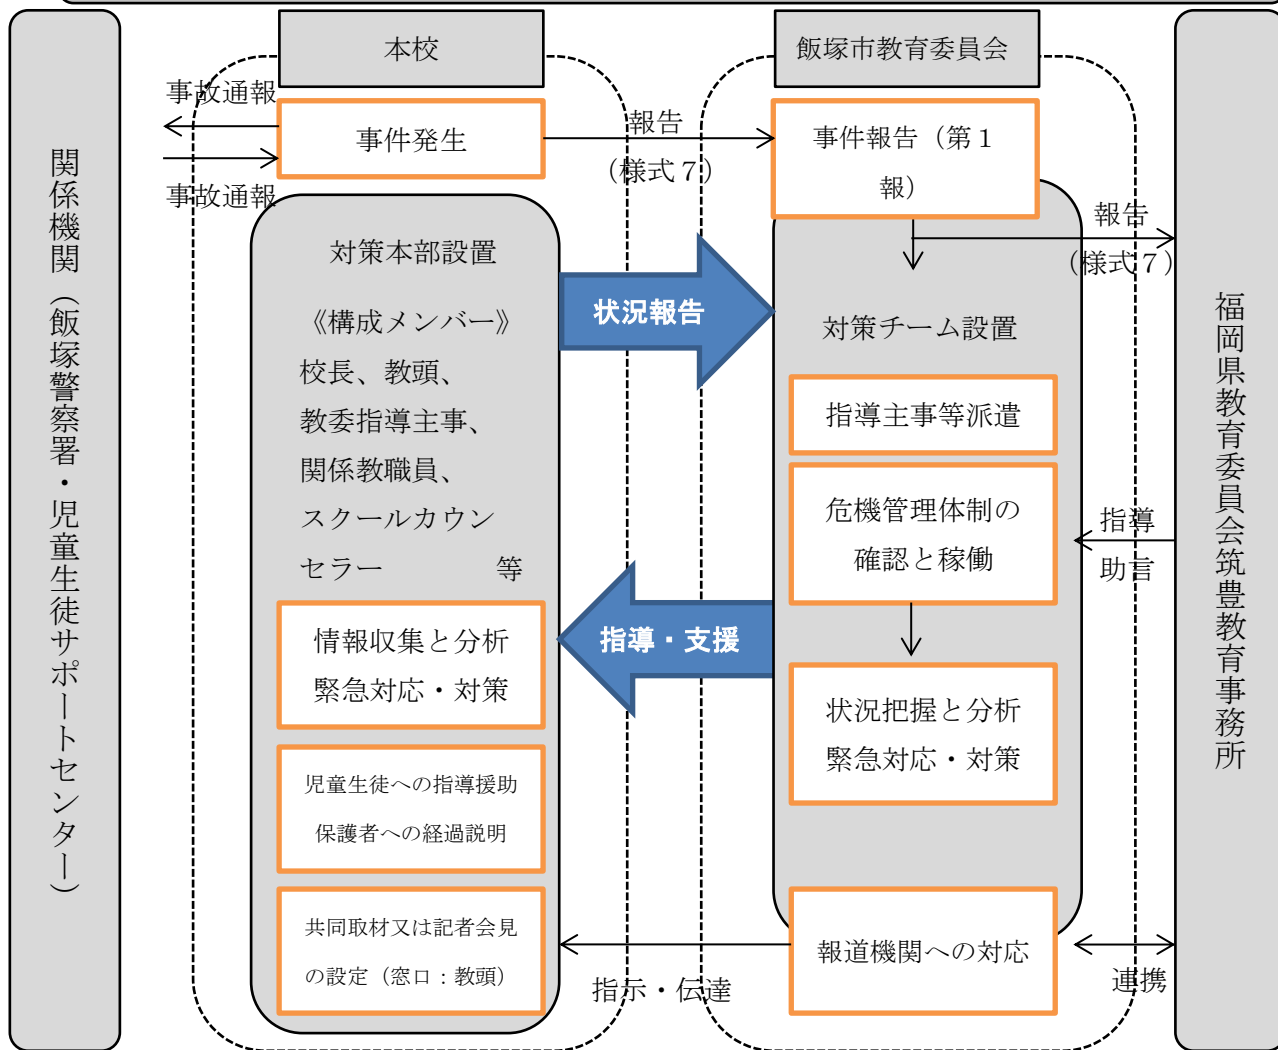 関係機関（飯塚警察署・児童生徒サポートセンター）
本校
事故通報
事件発生
事故通報
報告
（様式７）
対策本部設置
《構成メンバー》
校長、教頭、
教委指導主事、
関係教職員、
スクールカウン
セラー　　　　等
情報収集と分析
緊急対応・対策
児童生徒への指導援助
保護者への経過説明
共同取材又は記者会見
の設定（窓口：教頭）
状況報告
指導・支援
指示・伝達
飯塚市教育委員会
事件報告（第１
報）
報告
（様式７）
対策チーム設置
指導主事等派遣
危機管理体制の
確認と稼働
指導
助言
状況把握と分析
緊急対応・対策
報道機関への対応
連携
福岡県教育委員会筑豊教育事務所